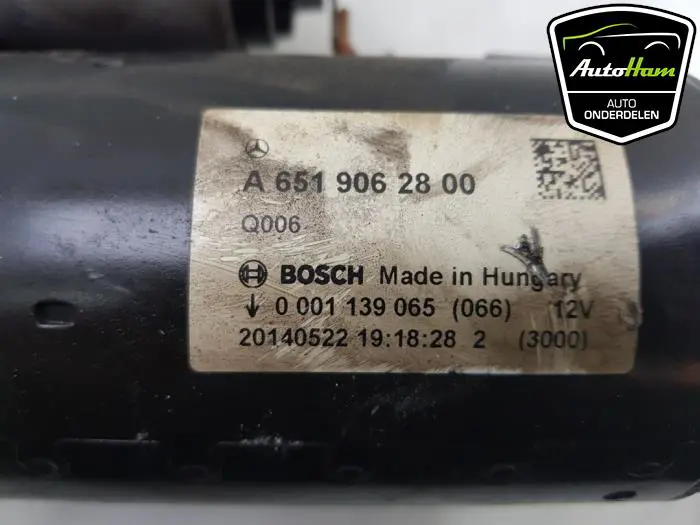 AutoHam
AUTO
ONDERDELEN
A 651 906 28 00
Q006
BOSCH Made in Hungary
0 001 139 065 (066) 12V
20140522 19:18:28 2 (3000)